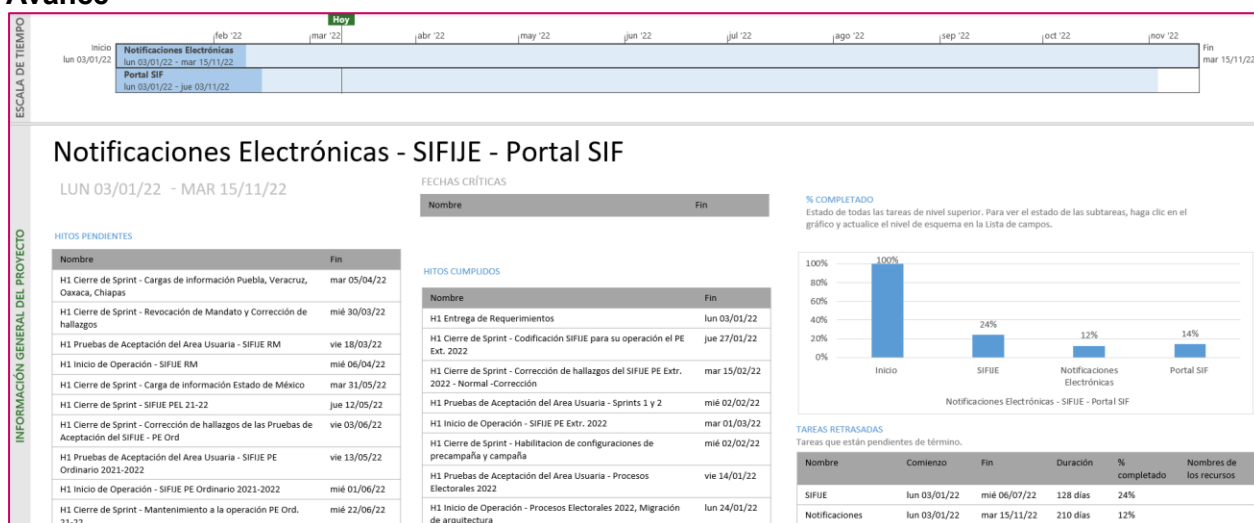 Avance
ESCALA DE TIEMPO
Hoy
feb '22 mar '22 abr '22 may '22 jun '22 jul '22 ago '22 sep '22 oct '22 nov '22
Inicio
lun 03/01/22
Notificaciones Electrónicas
lun 03/01/22 - mar 15/11/22
Portal SIF
lun 03/01/22 - jue 03/11/22
Fin
mar 15/11/22
INFORMACIÓN GENERAL DEL PROYECTO
Notificaciones Electrónicas - SIFIJE - Portal SIF
LUN 03/01/22 - MAR 15/11/22
HITOS PENDIENTES
Nombre Fin
H1 Cierre de Sprint - Cargas de información Puebla, Veracruz, mar 05/04/22
Oaxaca, Chiapas
H1 Cierre de Sprint - Revocación de Mandato y Corrección de mié 30/03/22
hallazgos
H1 Pruebas de Aceptación del Area Usuaria - SIFIJE RM vie 18/03/22
H1 Inicio de Operación - SIFIJE RM mié 06/04/22
H1 Cierre de Sprint - Carga de información Estado de México mar 31/05/22
H1 Cierre de Sprint - SIFIJE PEL 21-22 jue 12/05/22
H1 Cierre de Sprint - Corrección de hallazgos de las Pruebas de vie 03/06/22
Aceptación del SIFIJE - PE Ord
H1 Pruebas de Aceptación del Area Usuaria - SIFIJE PE vie 13/05/22
Ordinario 2021-2022
H1 Inicio de Operación - SIFIJE PE Ordinario 2021-2022 mié 01/06/22
H1 Cierre de Sprint - Mantenimiento a la operación PE Ord. mié 22/06/22
21-22
FECHAS CRÍTICAS
Nombre Fin
HITOS CUMPLIDOS
Nombre Fin
H1 Entrega de Requerimientos lun 03/01/22
H1 Cierre de Sprint - Codificación SIFIJE para su operación el PE jue 27/01/22
Ext. 2022
H1 Cierre de Sprint - Corrección de hallazgos del SIFIJE PE Extr. mar 15/02/22
2022 - Normal -Corrección
H1 Pruebas de Aceptación del Area Usuaria - Sprints 1 y 2 mié 02/02/22
H1 Inicio de Operación - SIFIJE PE Extr. 2022 mar 01/03/22
H1 Cierre de Sprint - Habilitacion de configuraciones de mié 02/02/22
precampaña y campaña
H1 Pruebas de Aceptación del Area Usuaria - Procesos vie 14/01/22
Electorales 2022
H1 Inicio de Operación - Procesos Electorales 2022, Migración lun 24/01/22
de arquitectura
% COMPLETADO
Estado de todas las tareas de nivel superior. Para ver el estado de las subtareas, haga clic en el
gráfico y actualice el nivel de esquema en la Lista de campos.
100%
80%
60%
40%
20%
0%
100% 24% 12% 14%
Inicio SIFIJE Notificaciones Portal SIF
Electrónicas
Notificaciones Electrónicas - SIFIJE - Portal SIF
TAREAS RETRASADAS
Tareas que están pendientes de término.
Nombre Comienzo Fin Duración % Nombres de
completado los recursos
SIFIJE lun 03/01/22 mié 06/07/22 128 días 24%
Notificaciones lun 03/01/22 mar 15/11/22 210 días 12%